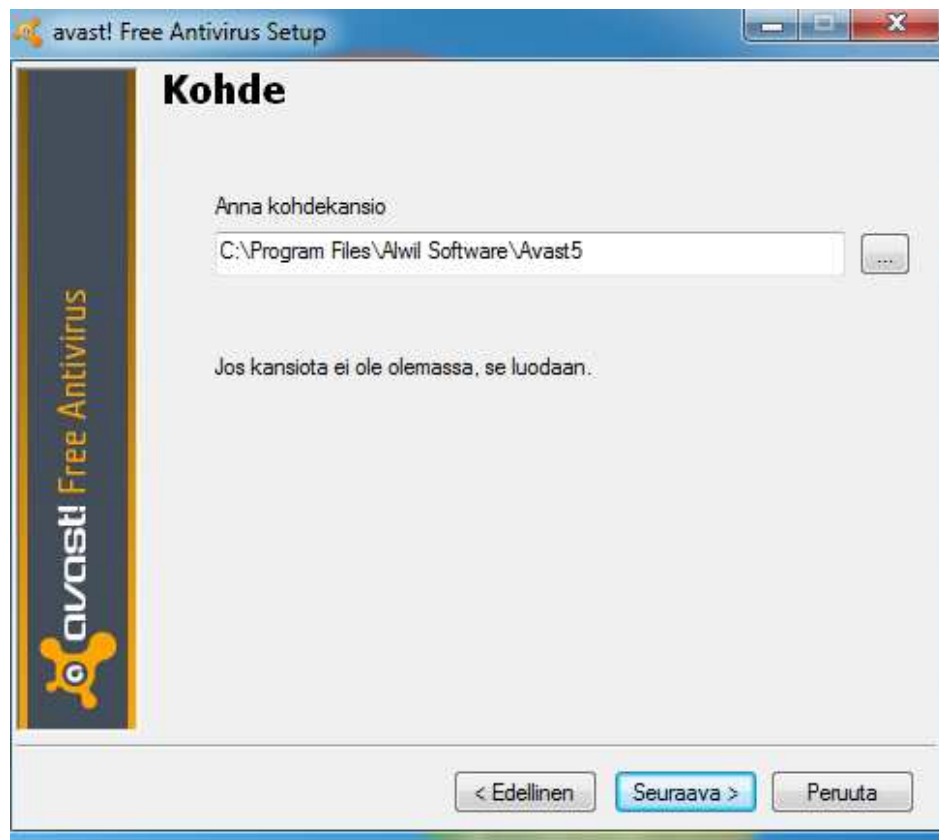 avast! Free Antivirus Setup
Kohde
Anna kohdekansio
C:\Program Files\Alwil Software\Avast5
...
Jos kansiota ei ole olemassa, se luodaan.
avast! Free Antivirus
< Edellinen
Seuraava >
Peruuta